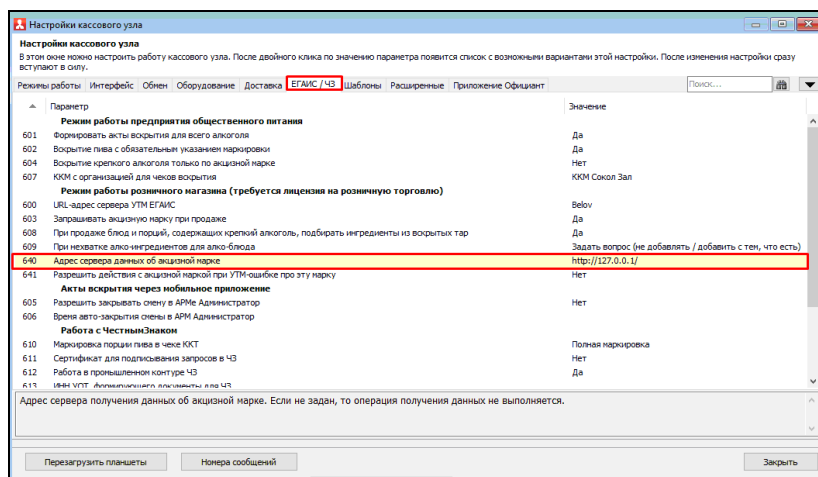 Настройки кассового узла
Настройки кассового узла
В этом окне можно настроить работу кассового узла. После двойного клика по значению параметра появится список с возможными вариантами этой настройки. После изменения настройки сразу
вступают в силу.
Режимы работы Интерфейс Обмен Оборудование Доставка ЕГАИС / ЧЗ Шаблоны Расширенные Приложение Официант Поиск...
Параметр Значение
Режим работы предприятия общественного питания
601 Формировать акты вскрытия для всего алкоголя Да
602 Вскрытие пива с обязательным указанием маркировки Да
604 Вскрытие крепкого алкоголя только по акцизной марке Нет
607 ККМ с организацией для чеков вскрытия ККМ Сокол Зал
Режим работы розничного магазина (требуется лицензия на розничную торговлю)
600 URL-адрес сервера УТМ ЕГАИС Belov
603 Запрашивать акцизную марку при продаже Да
608 При продаже блюд и порций, содержащих крепкий алкоголь, подбирать ингредиенты из вскрытых тар Да
609 При нехватке алко-ингредиентов для алко-блюда Задать вопрос (не добавлять / добавить с тем, что есть)
640 Адрес сервера данных об акцизной марке http://127.0.0.1/
641 Разрешить действия с акцизной маркой при УТМ-ошибке про эту марку Нет
Акты вскрытия через мобильное приложение
605 Разрешить закрывать смену в АРМе Администратор Нет
606 Время авто-закрытия смены в АРМ Администратор
Работа с ЧестнымЗнаком
610 Маркировка порции пива в чеке ККТ Полная маркировка
611 Сертификат для подписывания запросов в ЧЗ Нет
612 Работа в промышленном контуре ЧЗ Да
613 ИНН УОТ, формирующего документы для ЧЗ
Адрес сервера получения данных об акцизной марке. Если не задан, то операция получения данных не выполняется.
Перезагрузить планшеты Номера сообщений Закрыть